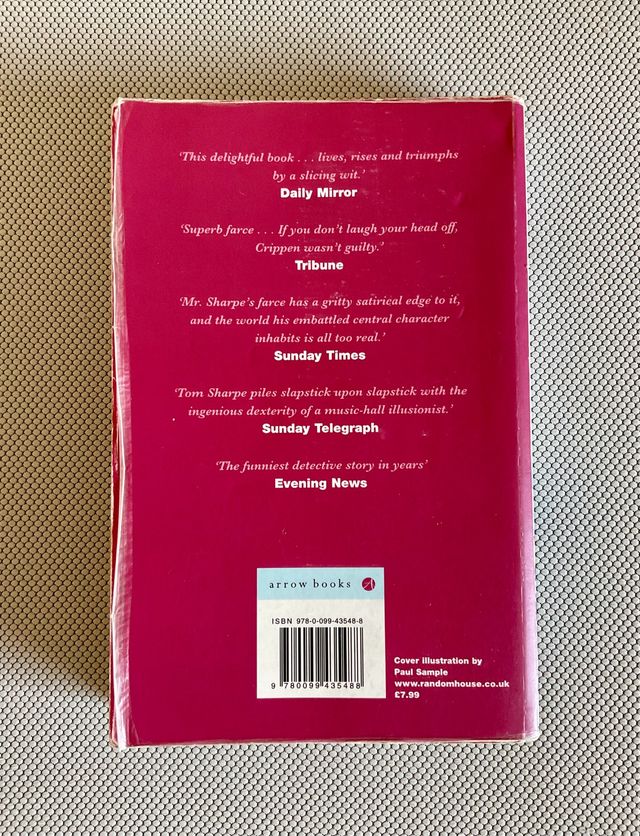 ‘This delightful book . . . lives, rises and triumphs
by a slicing wit.’
Daily Mirror
‘Superb farce . . . If you don’t laugh your head off,
Crippen wasn’t guilty.’
Tribune
‘Mr. Sharpe’s farce has a gritty satirical edge to it,
and the world his embattled central character
inhabits is all too real.’
Sunday Times
‘Tom Sharpe piles slapstick upon slapstick with the
ingenious dexterity of a music-hall illusionist.’
Sunday Telegraph
‘The funniest detective story in years’
Evening News
arrow books A
ISBN 978-0-099-43548-8
9 780099 435488
Cover illustration by
Paul Sample
www.randomhouse.co.uk
£7.99